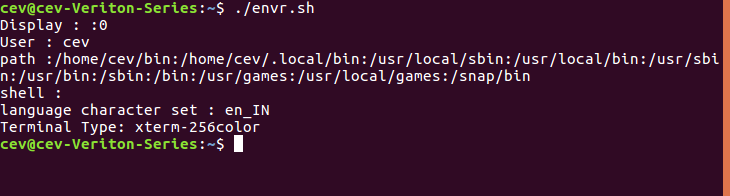 cev@cev-Veriton-Series:~$ ./envr.sh
Display : :0
User : cev
path :/home/cev/bin:/home/cev/.local/bin:/usr/local/sbin:/usr/local/bin:/usr/sbi
n:/usr/bin:/sbin:/bin:/usr/games:/usr/local/games:/snap/bin
shell :
language character set : en_IN
Terminal Type: xterm-256color
cev@cev-Veriton-Series:~$